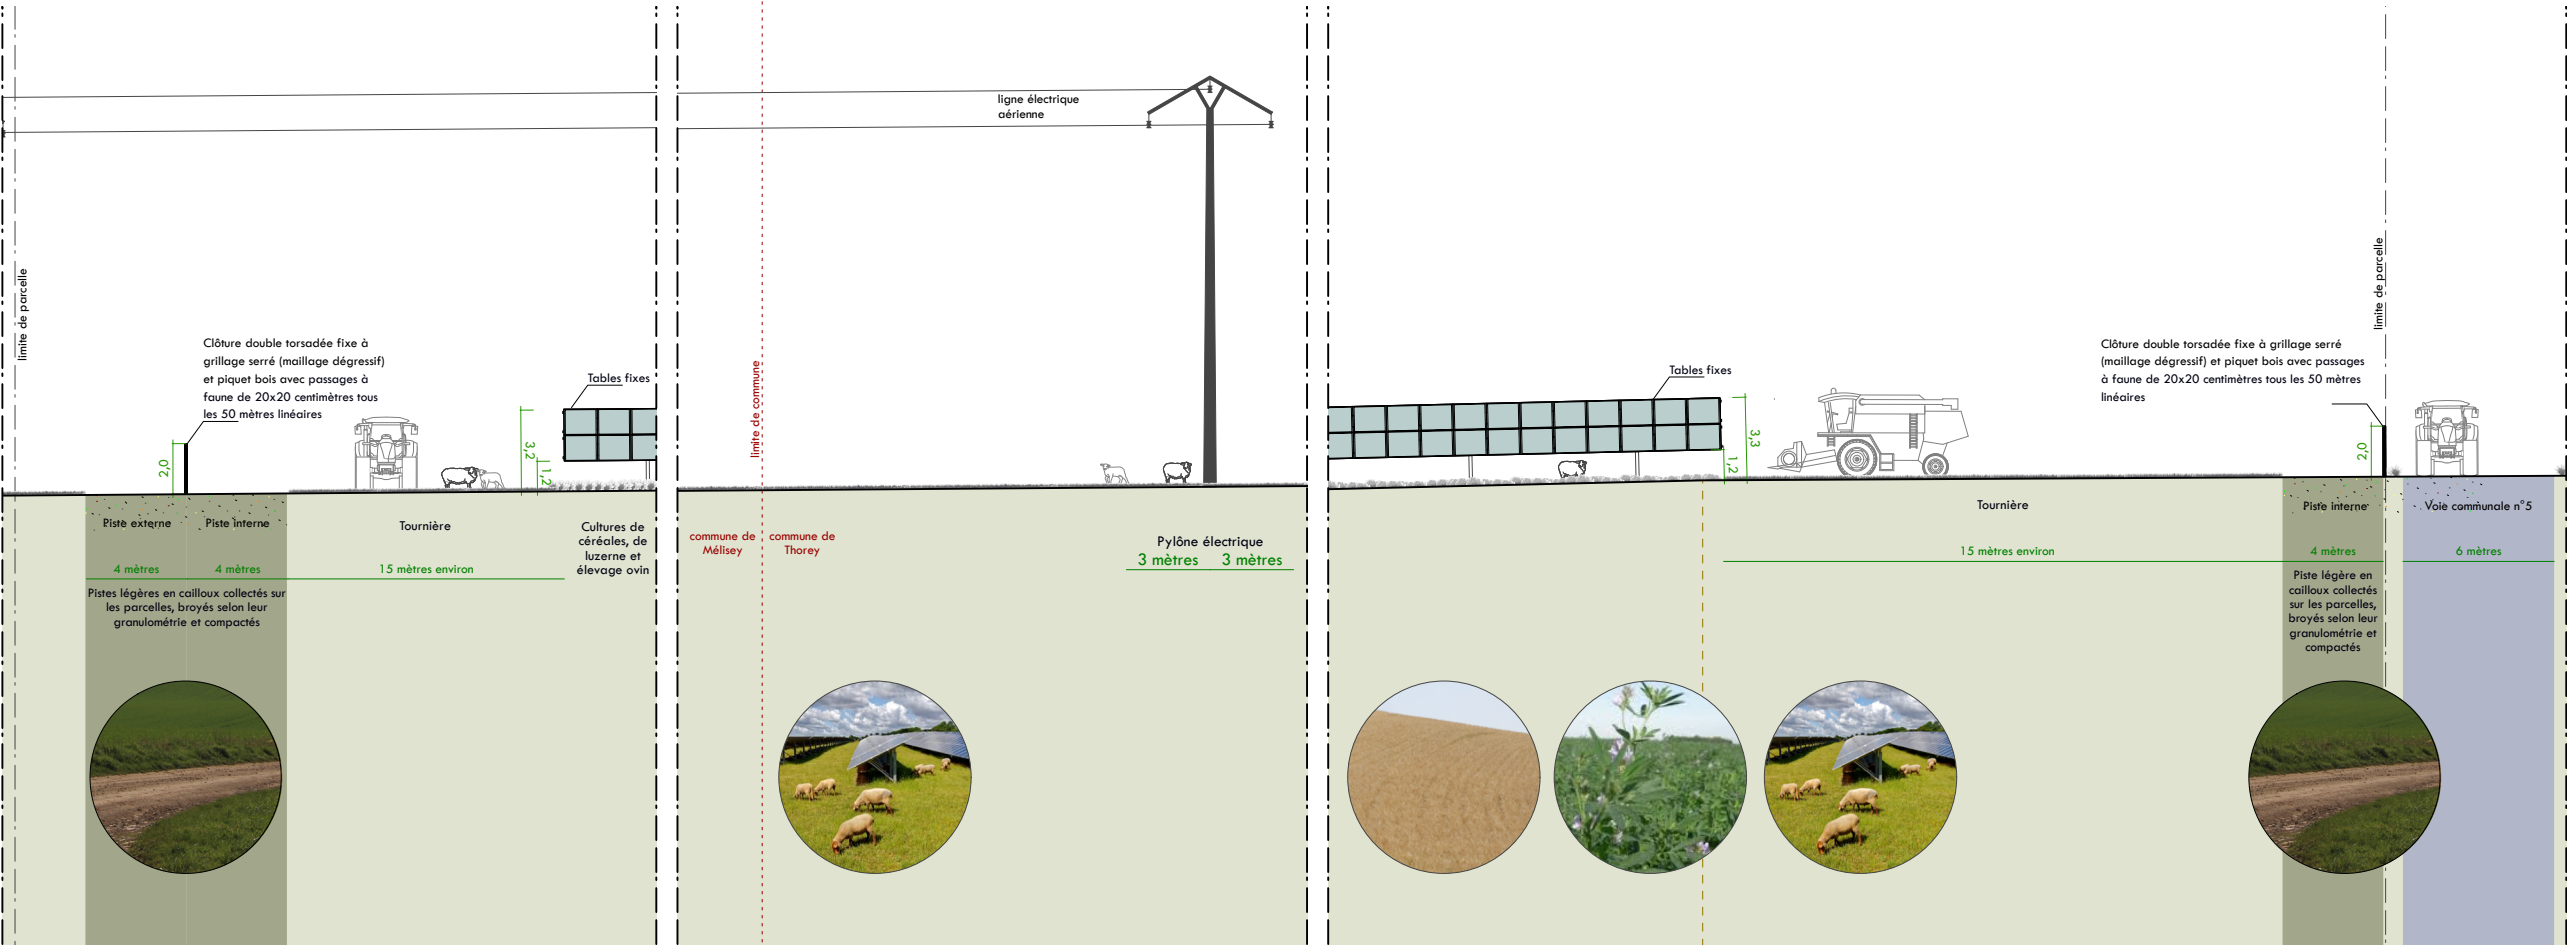 limite de parcelle
Clôture double torsadée fixe à
grillage serré (maillage dégressif)
et piquet bois avec passages à
faune de 20x20 centimètres tous
les 50 mètres linéaires
2,0
3,2
1,2
Tables fixes
Piste externe
Piste interne
Tournière
Cultures de
céréales, de
luzerne et
élevage ovin
4 mètres
4 mètres
15 mètres environ
Pistes légères en cailloux collectés sur
les parcelles, broyés selon leur
granulométrie et compactés
ligne électrique
aérienne
limite de commune
commune de
Mélisey
commune de
Thorey
Pylône électrique
3 mètres
3 mètres
Tables fixes
3,3
1,2
limite de parcelle
Clôture double torsadée fixe à grillage serré
(maillage dégressif) et piquet bois avec passages
à faune de 20x20 centimètres tous les 50 mètres
linéaires
2,0
Tournière
Piste interne
Voie communale n°5
15 mètres environ
4 mètres
6 mètres
Piste légère en
cailloux collectés
sur les parcelles,
broyés selon leur
granulométrie et
compactés